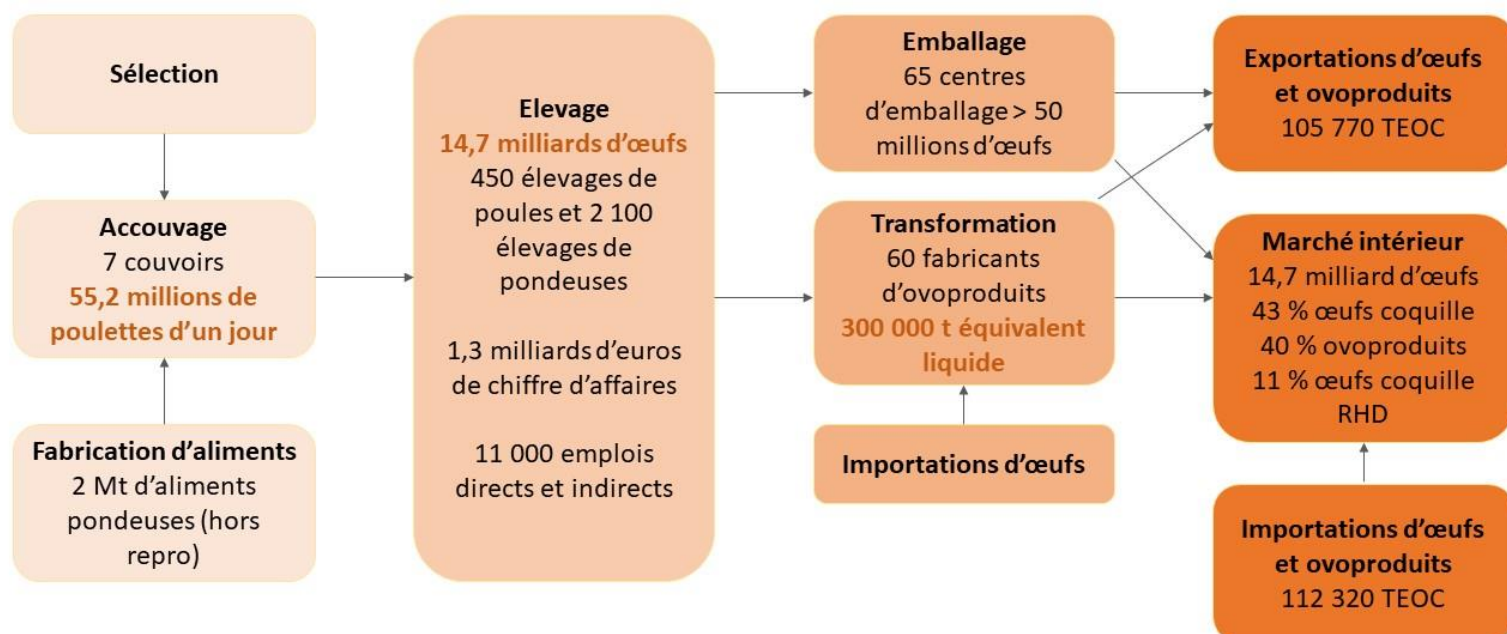 Sélection
Accouvage
7 couvoirs
55,2 millions de
poulettes d'un jour
Fabrication d'aliments
2 Mt d'aliments
pondeuses (hors
repro)
Elevage
14,7 milliards d'œufs
450 élevages de
poules et 2 100
élevages de
pondeuses
1,3 milliards d'euros
de chiffre d'affaires
11 000 emplois
directs et indirects
Emballage
65 centres
d'emballage > 50
millions d'œufs
Transformation
60 fabricants
d'ovoproduits
300 000 t équivalent
liquide
Importations d'œufs
Exportations d'œufs
et ovoproduits
105 770 TEOC
Marché intérieur
14,7 milliard d'œufs
43 % œufs coquille
40 % ovoproduits
11 % œufs coquille
RHD
Importations d'œufs
et ovoproduits
112 320 TEOC